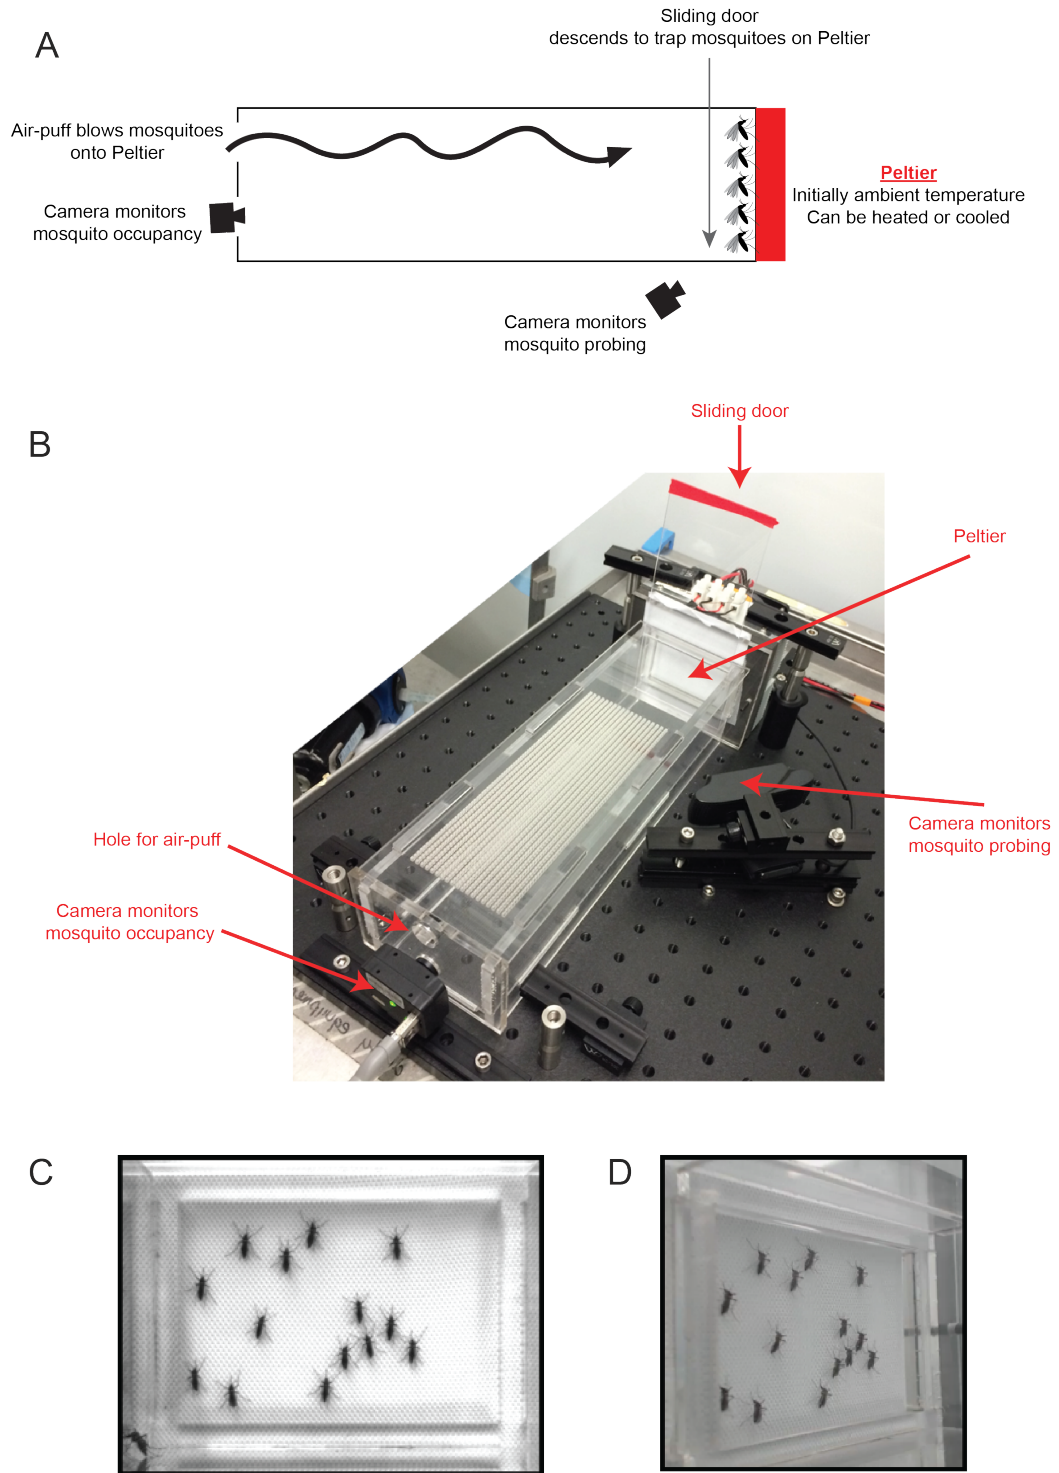 A
Sliding door
descends to trap mosquitoes on Peltier
Air-puff blows mosquitoes
onto Peltier
Camera monitors
mosquito occupancy
Peltier
Initially ambient temperature
Can be heated or cooled
Camera monitors
mosquito probing
B
Sliding door
Peltier
Hole for air-puff
Camera monitors
mosquito occupancy
Camera monitors
mosquito probing
C
D